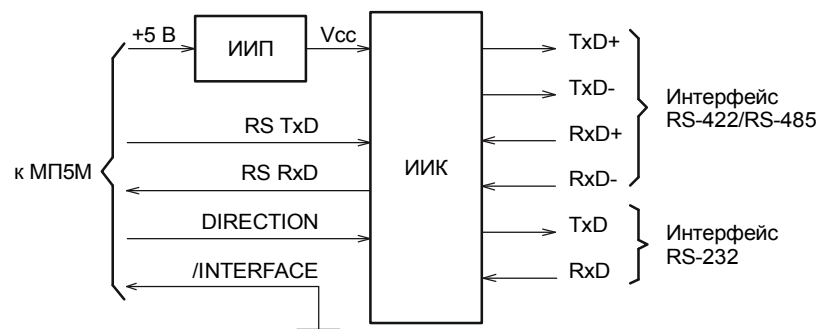 +5 В
ИИП
Vcc
TxD+
TxD-
Интерфейс
RS-422/RS-485
RS TxD
RxD+
к МП5М
RS RxD
ИИК
RxD-
DIRECTION
TxD
Интерфейс
RS-232
/INTERFACE
RxD